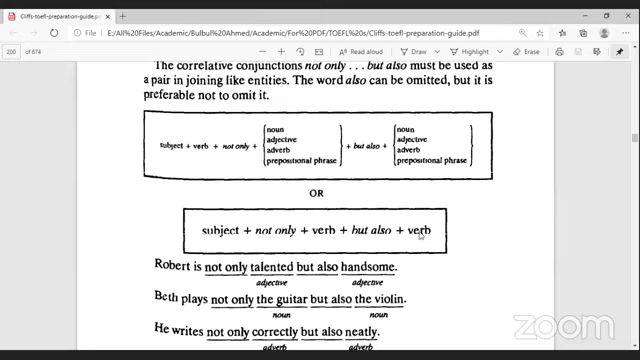 File | E:/All%20Files/Academic/Bulbul%20Ahmed/Academic/For%20PDF/TOEFL%20s/Cliffs-toefl-preparation-guide.pdf
200 of 674
Read aloud
Draw
Highlight
Erase
The correlative conjunctions not only . . . but also must be used as
a pair in joining like entities. The word also can be omitted, but it is
preferable not to omit it.
subject + verb + not only + noun adjective adverb prepositional phrase + but also + noun adjective adverb prepositional phrase
OR
subject + not only + verb + but also + verb
Robert is not only talented but also handsome.
adjective adjective
Beth plays not only the guitar but also the violin.
noun noun
He writes not only correctly but also neatly.
adverb adverb
zoom